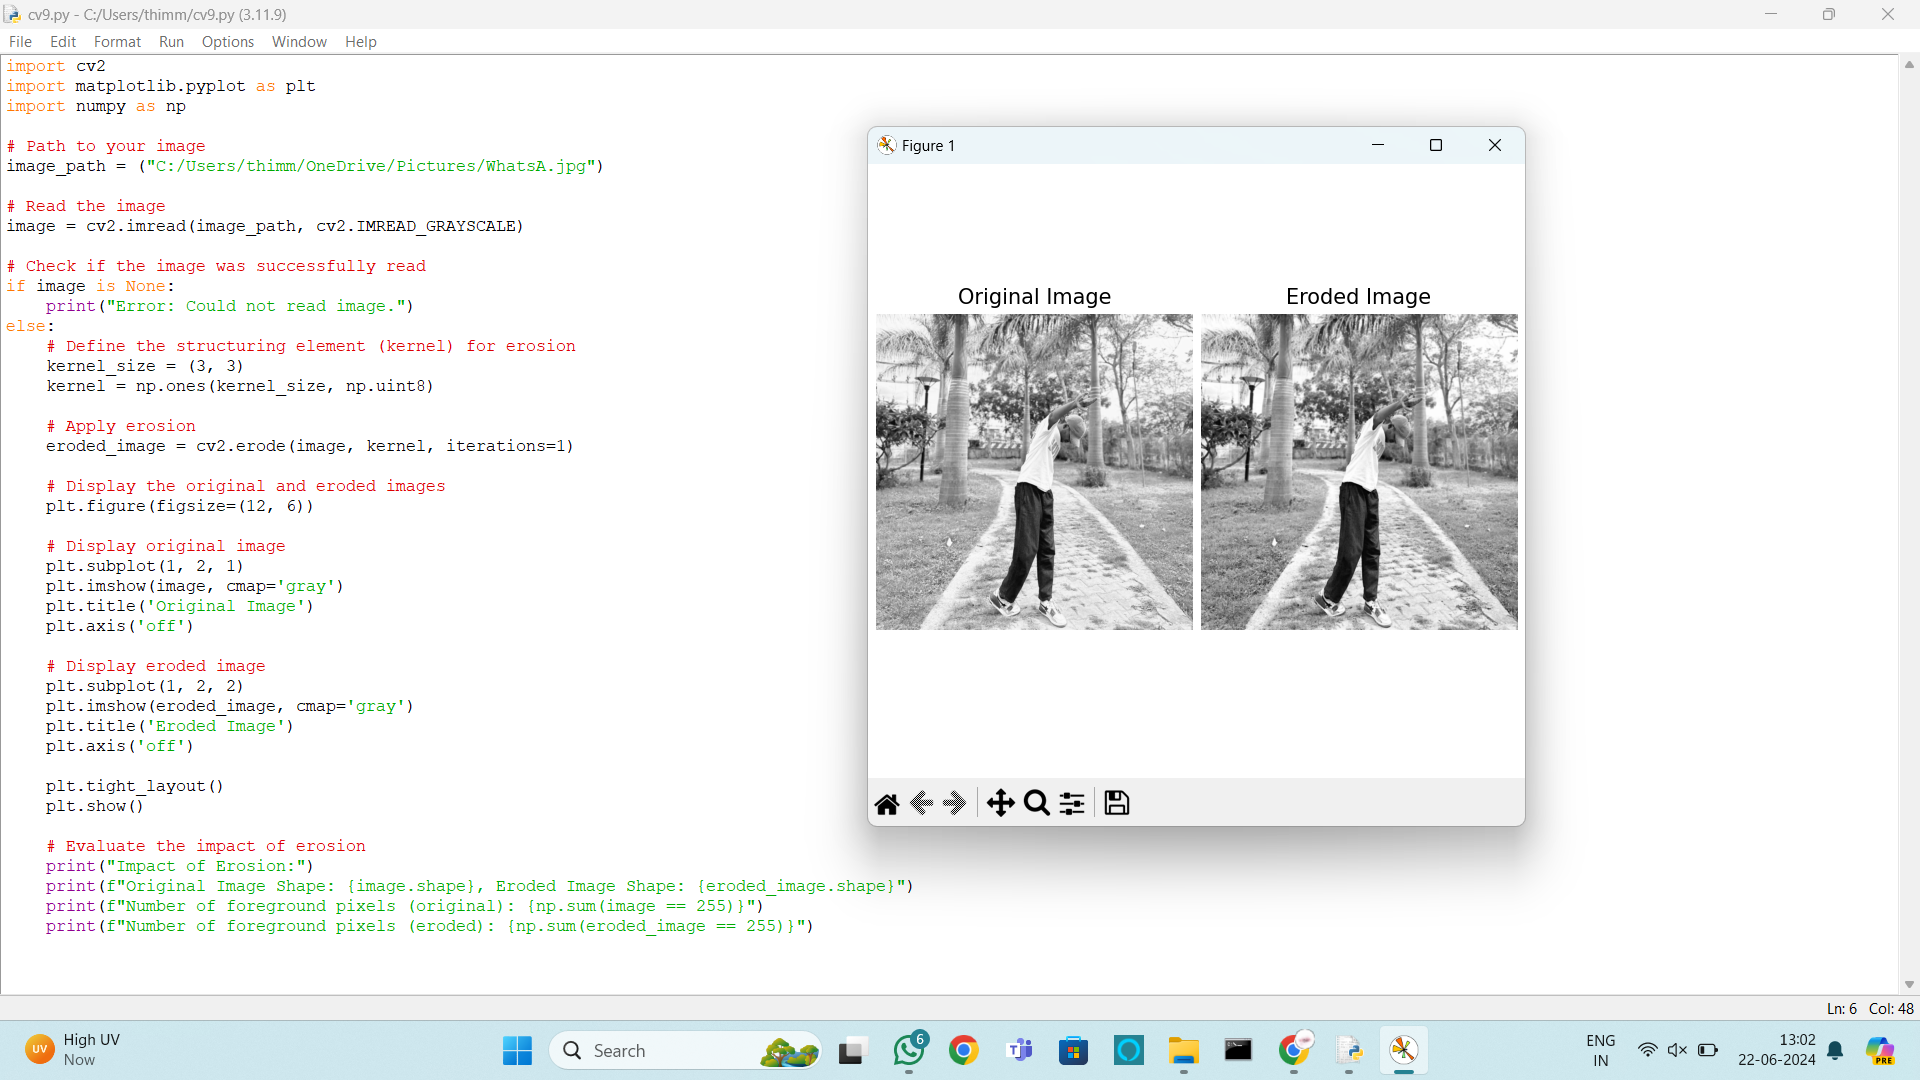 cv9.py - C:/Users/thimm/cv9.py (3.11.9)
File Edit Format Run Options Window Help
import cv2
import matplotlib.pyplot as plt
import numpy as np
# Path to your image
image_path = ("C:/Users/thimm/OneDrive/Pictures/WhatsA.jpg")
# Read the image
image = cv2.imread(image_path, cv2.IMREAD_GRAYSCALE)
# Check if the image was successfully read
if image is None:
    print("Error: Could not read image.")
else:
    # Define the structuring element (kernel) for erosion
    kernel_size = (3, 3)
    kernel = np.ones(kernel_size, np.uint8)
    # Apply erosion
    eroded_image = cv2.erode(image, kernel, iterations=1)
    # Display the original and eroded images
    plt.figure(figsize=(12, 6))
    # Display original image
    plt.subplot(1, 2, 1)
    plt.imshow(image, cmap='gray')
    plt.title('Original Image')
    plt.axis('off')
    # Display eroded image
    plt.subplot(1, 2, 2)
    plt.imshow(eroded_image, cmap='gray')
    plt.title('Eroded Image')
    plt.axis('off')
    plt.tight_layout()
    plt.show()
    # Evaluate the impact of erosion
    print("Impact of Erosion:")
    print(f"Original Image Shape: {image.shape}, Eroded Image Shape: {eroded_image.shape}")
    print(f"Number of foreground pixels (original): {np.sum(image == 255)}")
    print(f"Number of foreground pixels (eroded): {np.sum(eroded_image == 255)}")
Figure 1
Original Image Eroded Image
Ln: 6 Col: 48
UV
High UV
Now
Search
6
ENG
IN
13:02
22-06-2024
PRE